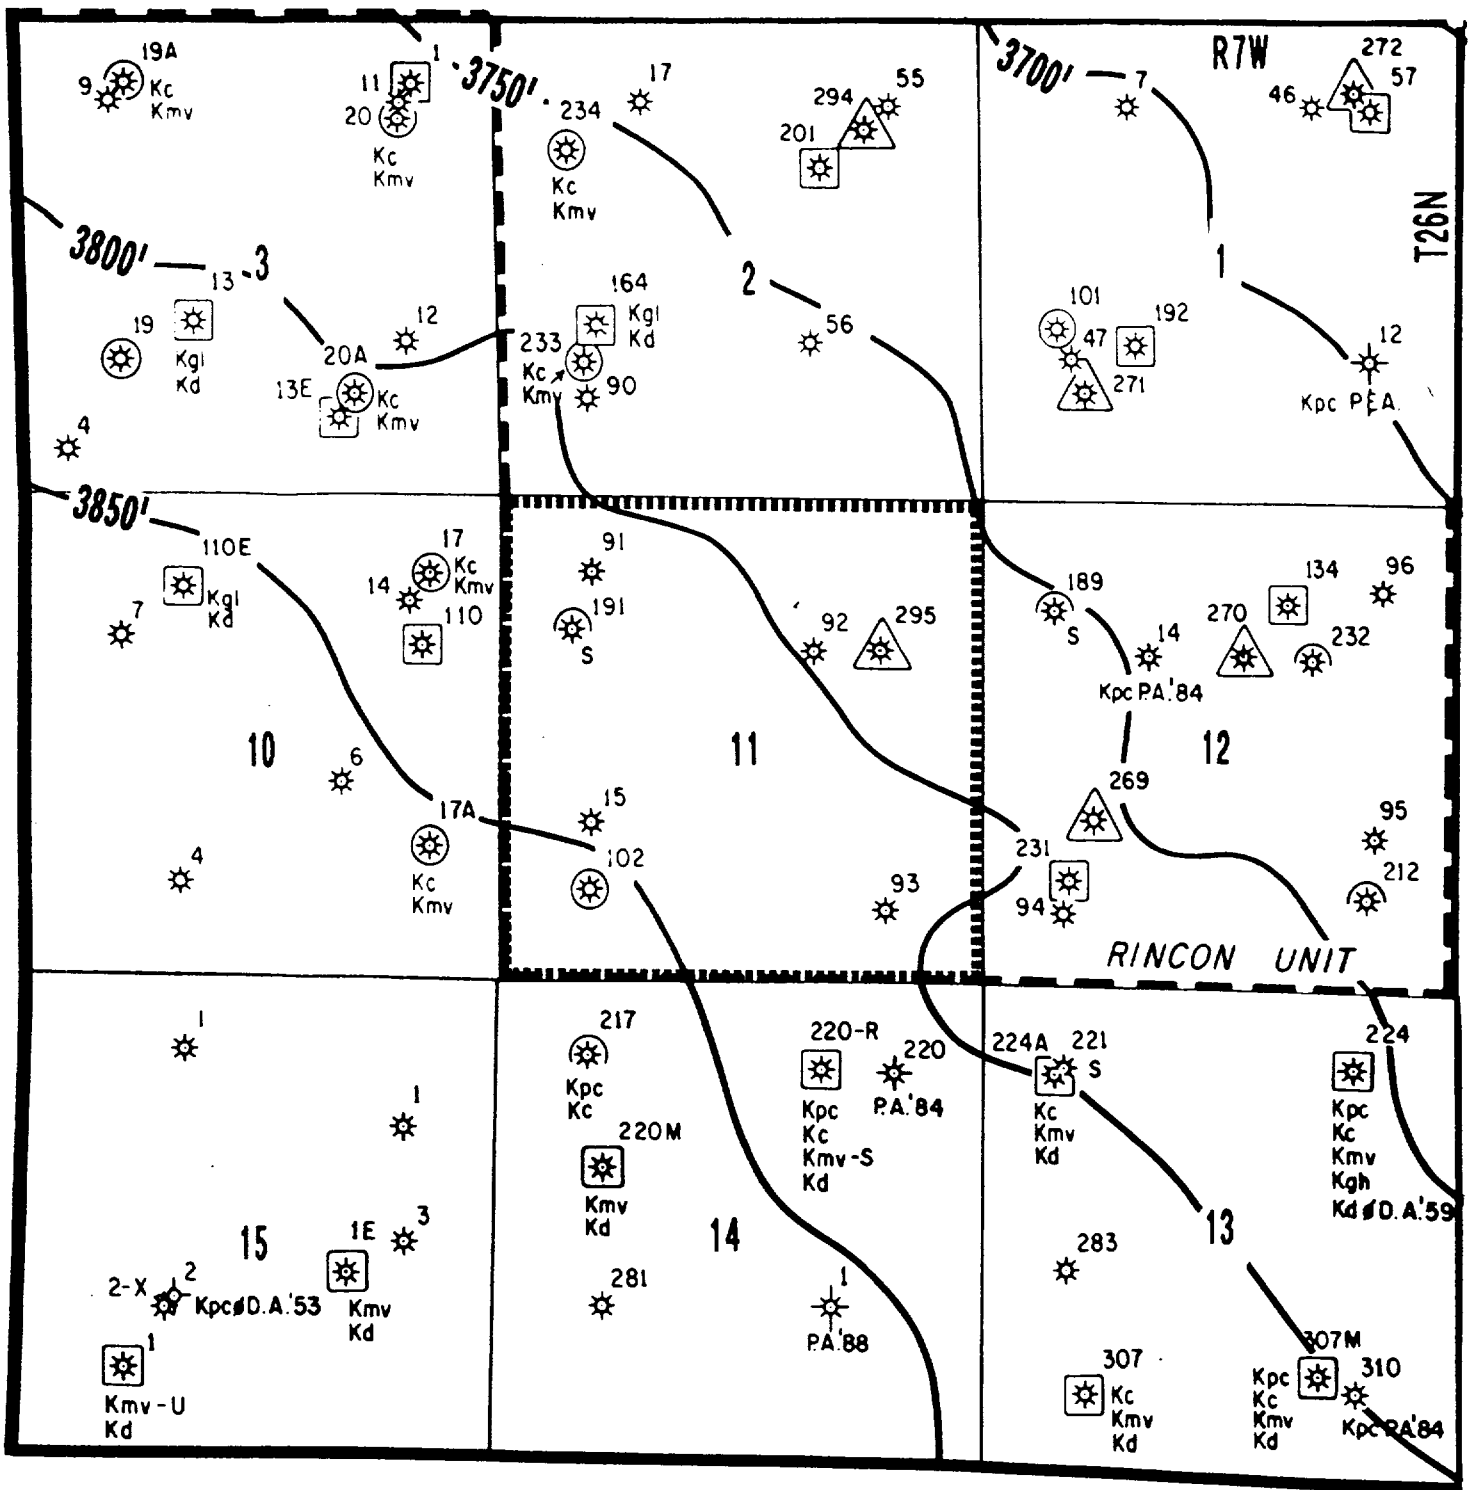 19A
9
Kc
Kmv
1
11
20
Kc
Kmv
3750'
234
Kc
Kmv
17
294
55
201
3700'
R7W
7
46
272
57
T26N
3800'
3
13
Kgl
Kd
19
12
20A
13E
Kc
Kmv
4
2
164
Kgl
Kd
233
Kc
Kmv
90
56
1
101
47
192
271
12
Kpc P.A.
3850'
110E
Kgl
Kd
7
17
Kc
Kmv
14
110
10
6
17A
Kc
Kmv
4
91
191
S
92
295
11
15
102
93
189
S
14
Kpc P.A.'84
270
134
96
232
12
269
231
94
95
212
RINCON UNIT
1
1
3
15
1E
Kmv
Kd
2-X
2
Kpc D.A.'53
1
Kmv-U
Kd
217
Kpc
Kc
220M
Kmv
Kd
220-R
Kpc
Kc
Kmv-S
Kd
220
P.A.'84
14
281
1
P.A.'88
224A
221
S
Kc
Kmv
Kd
224
Kpc
Kc
Kmv
Kgh
Kd D.A.'59
13
283
307
Kc
Kmv
Kd
307M
Kpc
Kc
Kmv
Kd
310
Kpc P.A.'84